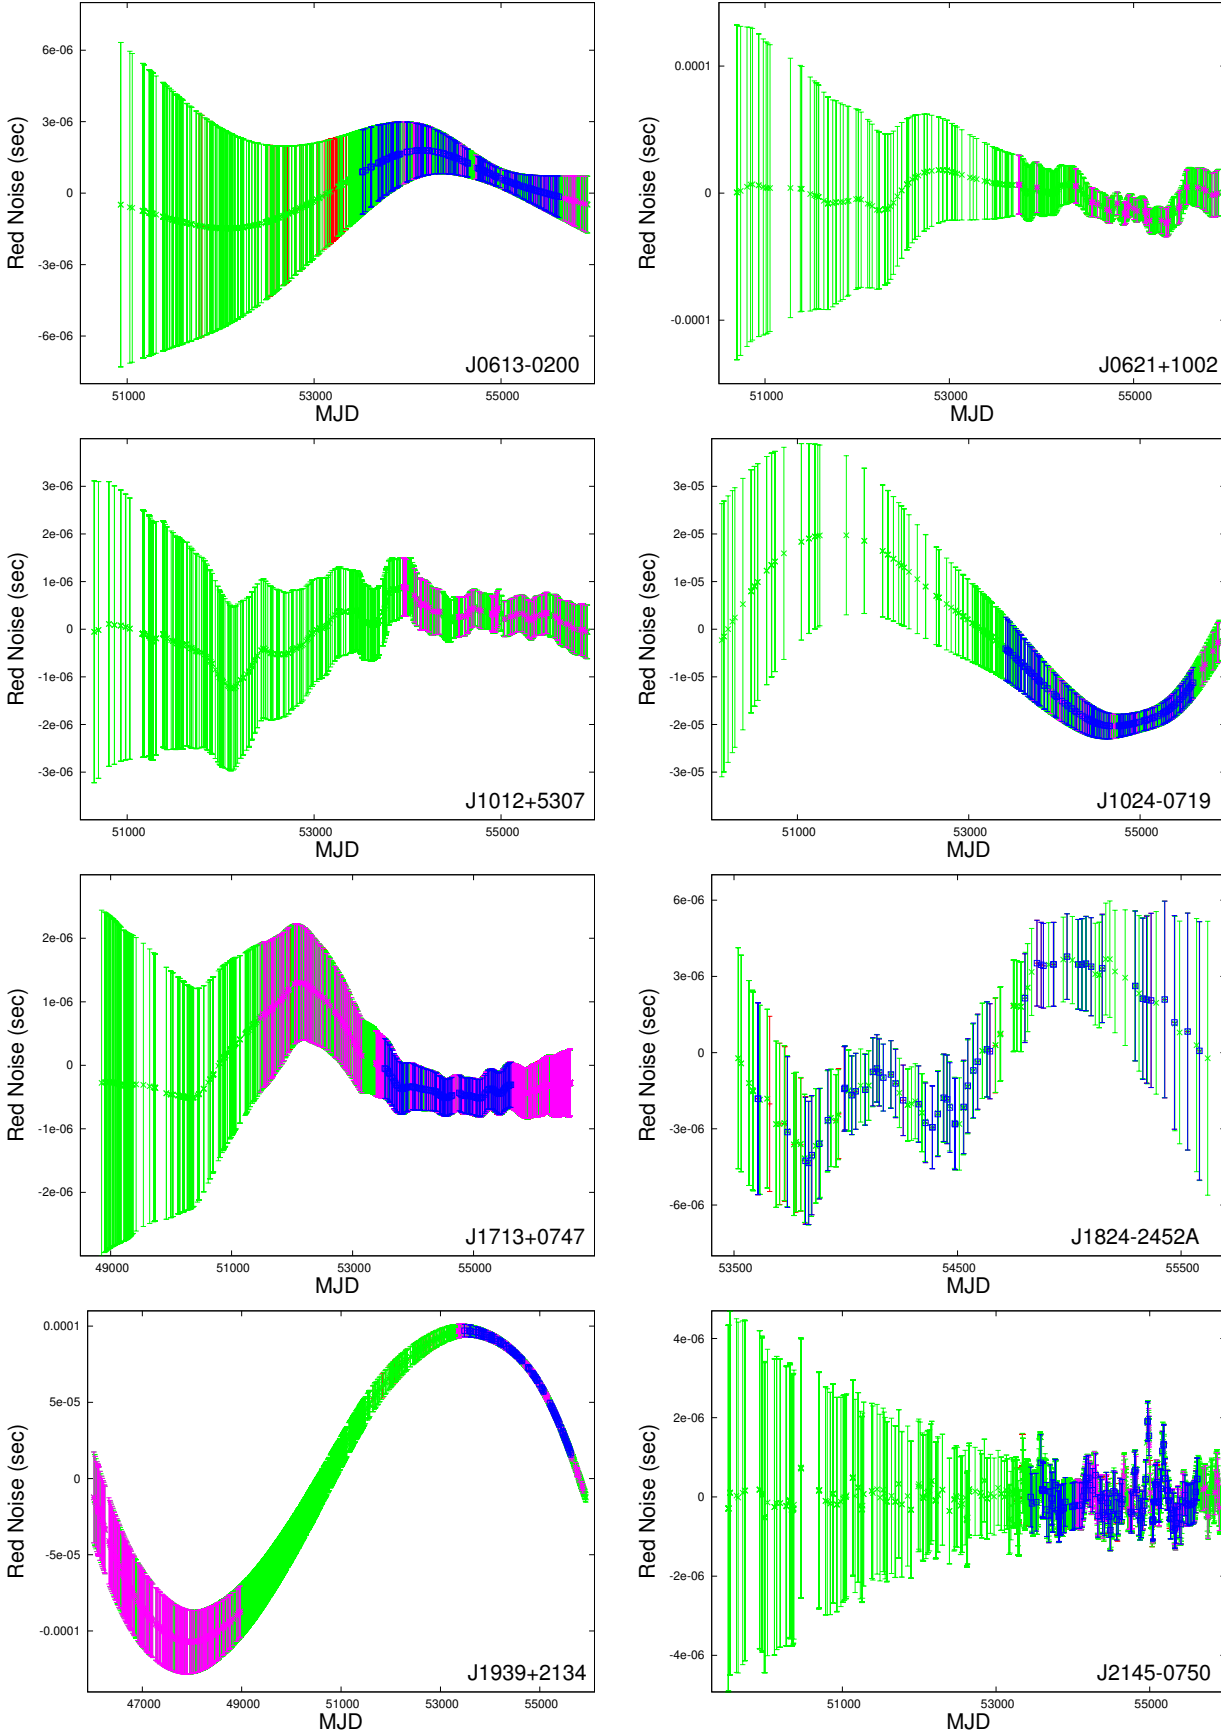 6e-06
3e-06
0
-3e-06
-6e-06
Red Noise (sec)
J0613-0200
51000
53000
55000
MJD
0.0001
0
-0.0001
Red Noise (sec)
J0621+1002
51000
53000
55000
MJD
3e-06
2e-06
1e-06
0
-1e-06
-2e-06
-3e-06
Red Noise (sec)
J1012+5307
51000
53000
55000
MJD
3e-05
2e-05
1e-05
0
-1e-05
-2e-05
-3e-05
Red Noise (sec)
J1024-0719
51000
53000
55000
MJD
2e-06
1e-06
0
-1e-06
-2e-06
Red Noise (sec)
J1713+0747
49000
51000
53000
55000
MJD
6e-06
3e-06
0
-3e-06
-6e-06
Red Noise (sec)
J1824-2452A
53500
54500
55500
MJD
0.0001
5e-05
0
-5e-05
-0.0001
Red Noise (sec)
J1939+2134
47000
49000
51000
53000
55000
MJD
4e-06
2e-06
0
-2e-06
-4e-06
Red Noise (sec)
J2145-0750
51000
53000
55000
MJD